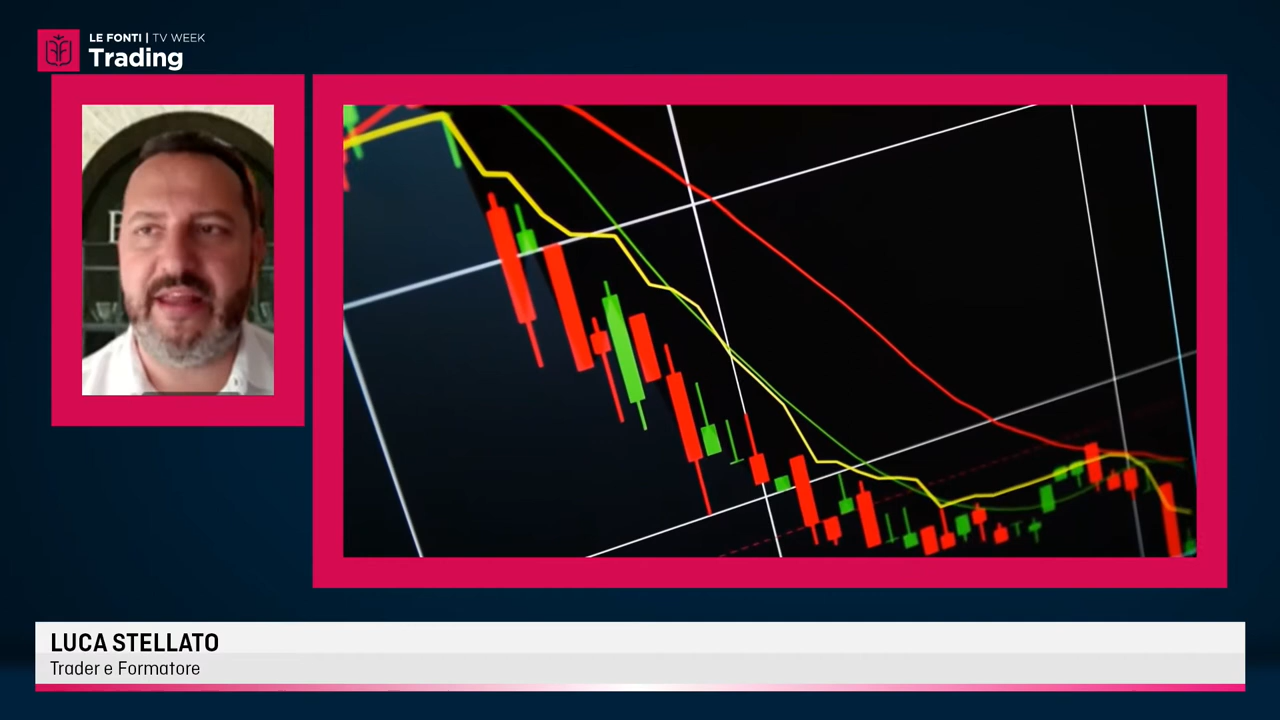 LE FONTI | TV WEEK
Trading
LUCA STELLATO
Trader e Formatore